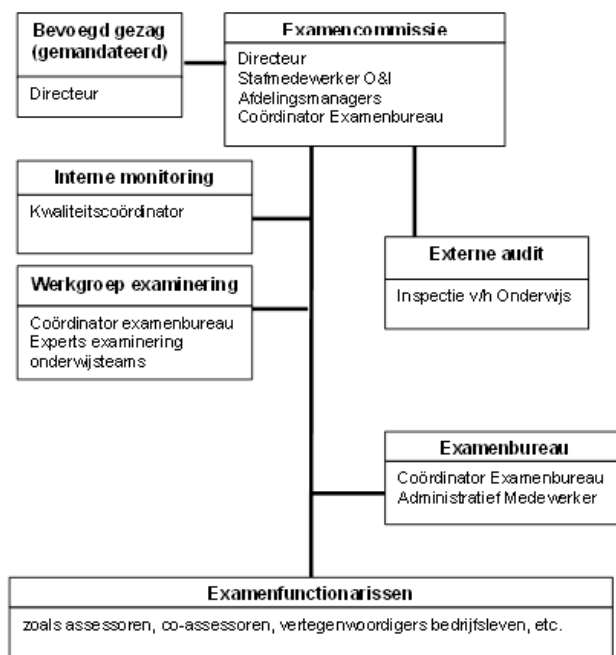 Bevoegd gezag
(gemandateerd)
Directeur
Examencommissie
Directeur
Stafmedewerker O&I
Afdelingsmanagers
Coördinator Examenbureau
Interne monitoring
Kwaliteitscoördinator
Externe audit
Inspectie v/h Onderwijs
Werkgroep examinering
Coördinator examenbureau
Experts examinering
onderwijsteams
Examenbureau
Coördinator Examenbureau
Administratief Medewerker
Examenfunctionarissen
zoals assessoren, co-assessoren, vertegenwoordigers bedrijfsleven, etc.